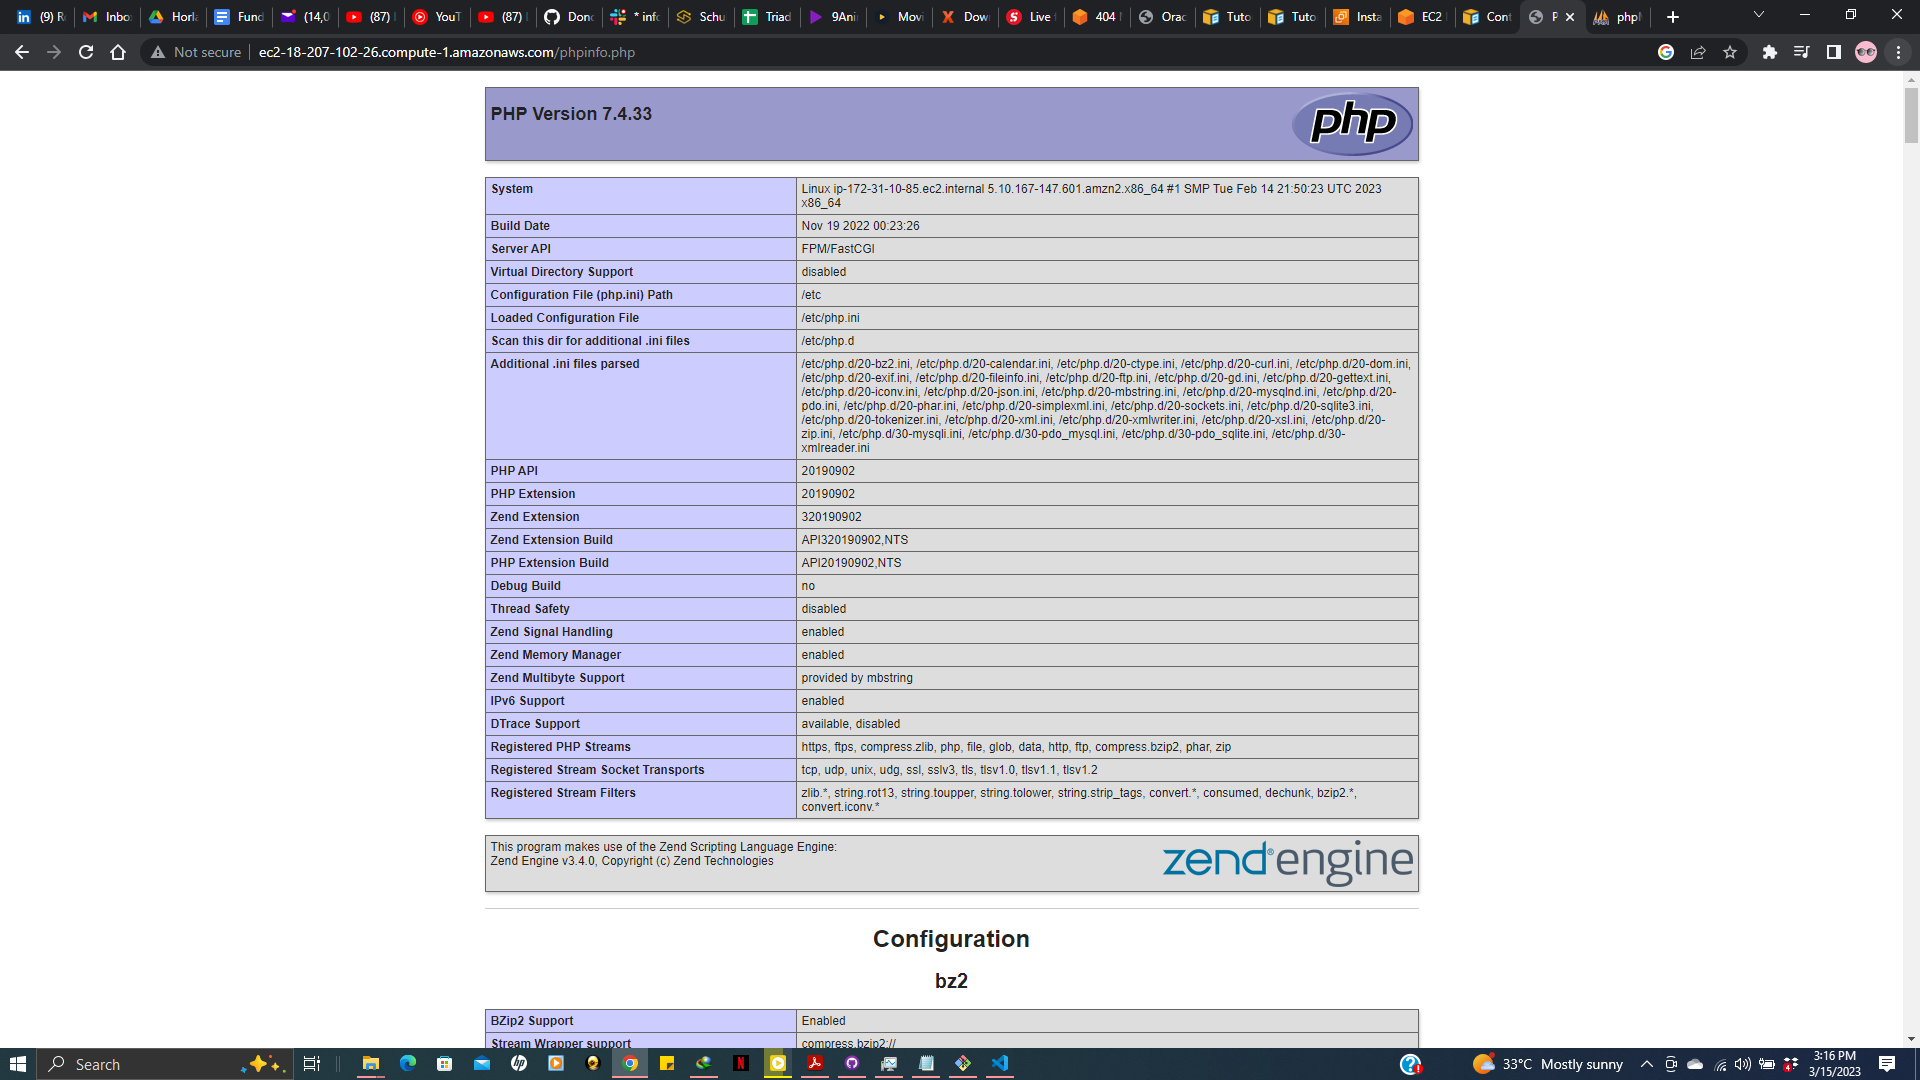 (9) R
Inbo
Horla
Fund
(14,0
(87)
YouT
(87)
Donc
* info
Schu
Triad
9Ani
Movi
Dow
Live
404 
Orac
Tuto
Tuto
Insta
EC2
Cont
P
phpl
Not secure
ec2-18-207-102-26.compute-1.amazonaws.com/phpinfo.php
PHP Version 7.4.33
php
System Linux ip-172-31-10-85.ec2.internal 5.10.167-147.601.amzn2.x86_64 #1 SMP Tue Feb 14 21:50:23 UTC 2023
x86_64
Build Date Nov 19 2022 00:23:26
Server API FPM/FastCGI
Virtual Directory Support disabled
Configuration File (php.ini) Path /etc
Loaded Configuration File /etc/php.ini
Scan this dir for additional .ini files /etc/php.d
Additional .ini files parsed /etc/php.d/20-bz2.ini, /etc/php.d/20-calendar.ini, /etc/php.d/20-ctype.ini, /etc/php.d/20-curl.ini, /etc/php.d/20-dom.ini,
/etc/php.d/20-exif.ini, /etc/php.d/20-fileinfo.ini, /etc/php.d/20-ftp.ini, /etc/php.d/20-gd.ini, /etc/php.d/20-gettext.ini,
/etc/php.d/20-iconv.ini, /etc/php.d/20-json.ini, /etc/php.d/20-mbstring.ini, /etc/php.d/20-mysqlnd.ini, /etc/php.d/20-
pdo.ini, /etc/php.d/20-phar.ini, /etc/php.d/20-simplexml.ini, /etc/php.d/20-sockets.ini, /etc/php.d/20-sqlite3.ini,
/etc/php.d/20-tokenizer.ini, /etc/php.d/20-xml.ini, /etc/php.d/20-xmlwriter.ini, /etc/php.d/20-xsl.ini, /etc/php.d/20-
zip.ini, /etc/php.d/30-mysqli.ini, /etc/php.d/30-pdo_mysql.ini, /etc/php.d/30-pdo_sqlite.ini, /etc/php.d/30-
xmlreader.ini
PHP API 20190902
PHP Extension 20190902
Zend Extension 320190902
Zend Extension Build API320190902,NTS
PHP Extension Build API20190902,NTS
Debug Build no
Thread Safety disabled
Zend Signal Handling enabled
Zend Memory Manager enabled
Zend Multibyte Support provided by mbstring
IPv6 Support enabled
DTrace Support available, disabled
Registered PHP Streams https, ftps, compress.zlib, php, file, glob, data, http, ftp, compress.bzip2, phar, zip
Registered Stream Socket Transports tcp, udp, unix, udg, ssl, sslv3, tls, tlsv1.0, tlsv1.1, tlsv1.2
Registered Stream Filters zlib.*, string.rot13, string.toupper, string.tolower, string.strip_tags, convert.*, consumed, dechunk, bzip2.*,
convert.iconv.*
This program makes use of the Zend Scripting Language Engine:
Zend Engine v3.4.0, Copyright (c) Zend Technologies
zend® engine
Configuration
bz2
BZip2 Support Enabled
Stream Wrapper support compress.bzip2://
Search
33°C Mostly sunny
3:16 PM
3/15/2023